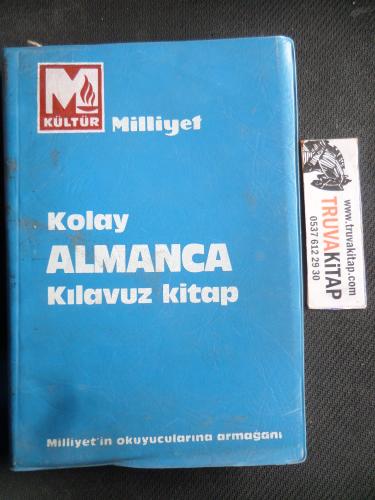 M
KÜLTÜR
Milliyet
Kolay
ALMANCA
Kılavuz kitap
Milliyet'in okuyucularına armağanı
www.truvakitap.com
TRUVAKiTAP
0537 612 29 30